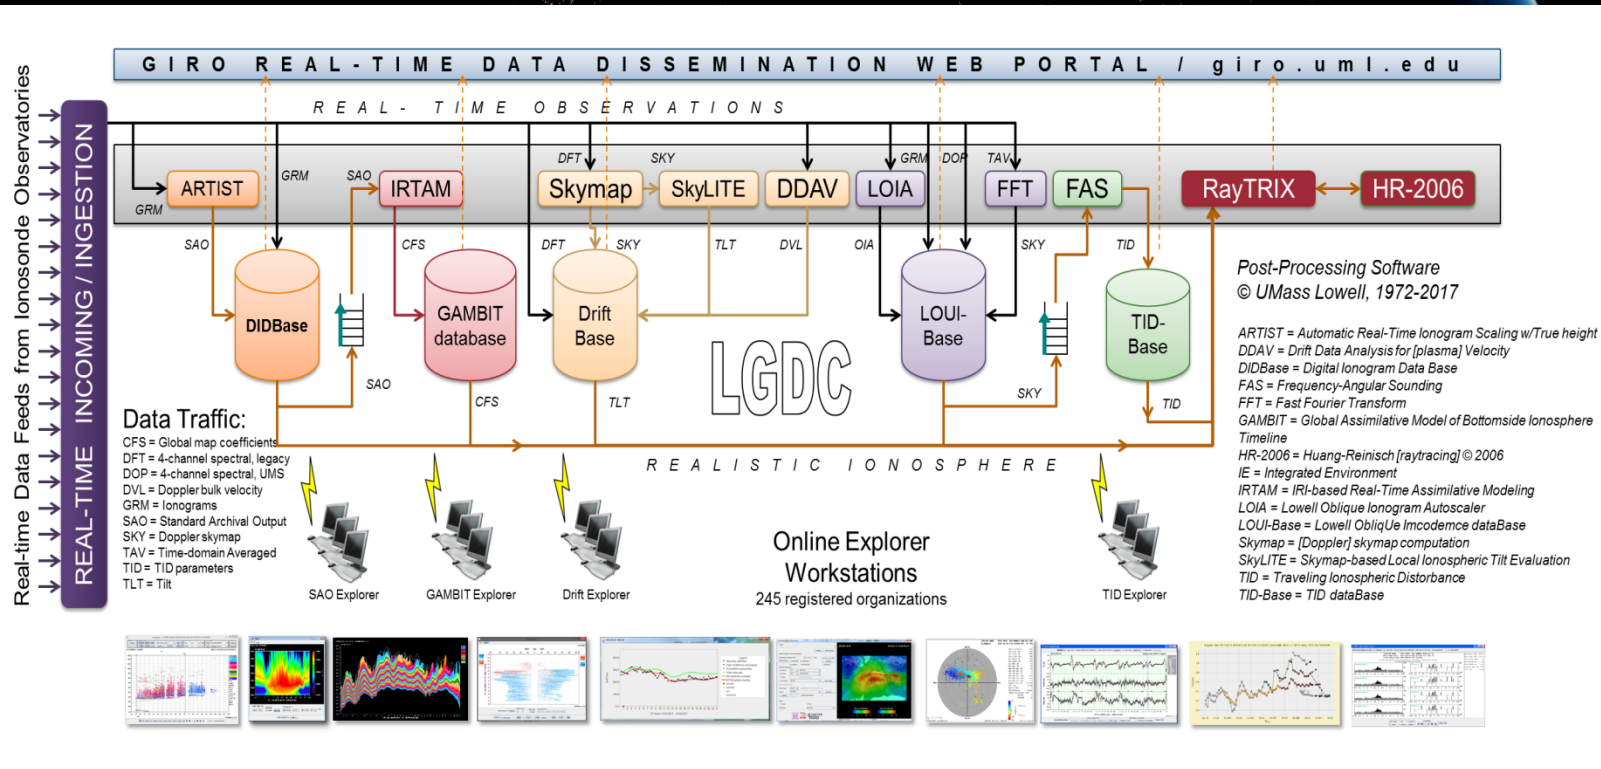 GIRO REAL-TIME DATA DISSEMINATION WEB PORTAL / giro.uml.edu
Real-time Data Feeds from Ionosonde Observatories
REAL-TIME INCOMING / INGESTION
REAL- TIME OBSERVATIONS
ARTIST
GRM
GRM
SAO
IRTAM
DFT
SKY
Skymap
SkyLITE
DDAV
LOIA
GRM
DOP
TAV
FFT
FAS
RayTRIX
HR-2006
SAO
CFS
DFT
SKY
TLT
DVL
OIA
SKY
TID
DIDBase
GAMBIT
database
Drift
Base
LOUI-
Base
TID-
Base
LGDC
SAO
CFS
TLT
SKY
TID
REALISTIC IONOSPHERE
Data Traffic:
CFS = Global map coefficients
DFT = 4-channel spectral, legacy
DOP = 4-channel spectral, UMS
DVL = Doppler bulk velocity
GRM = Ionograms
SAO = Standard Archival Output
SKY = Doppler skymap
TAV = Time-domain Averaged
TID = TID parameters
TLT = Tilt
SAO Explorer
GAMBIT Explorer
Drift Explorer
Online Explorer
Workstations
245 registered organizations
TID Explorer
Post-Processing Software
© UMass Lowell, 1972-2017
ARTIST = Automatic Real-Time Ionogram Scaling w/True height
DDAV = Drift Data Analysis for [plasma] Velocity
DIDBase = Digital Ionogram Data Base
FAS = Frequency-Angular Sounding
FFT = Fast Fourier Transform
GAMBIT = Global Assimilative Model of Bottomside Ionosphere
Timeline
HR-2006 = Huang-Reinisch [raytracing] © 2006
IE = Integrated Environment
IRTAM = IRI-based Real-Time Assimilative Modeling
LOIA = Lowell Oblique Ionogram Autoscaler
LOUI-Base = Lowell ObliqUe Imcodemce dataBase
Skymap = [Doppler] skymap computation
SkyLITE = Skymap-based Local Ionospheric Tilt Evaluation
TID = Traveling Ionospheric Distorbance
TID-Base = TID dataBase